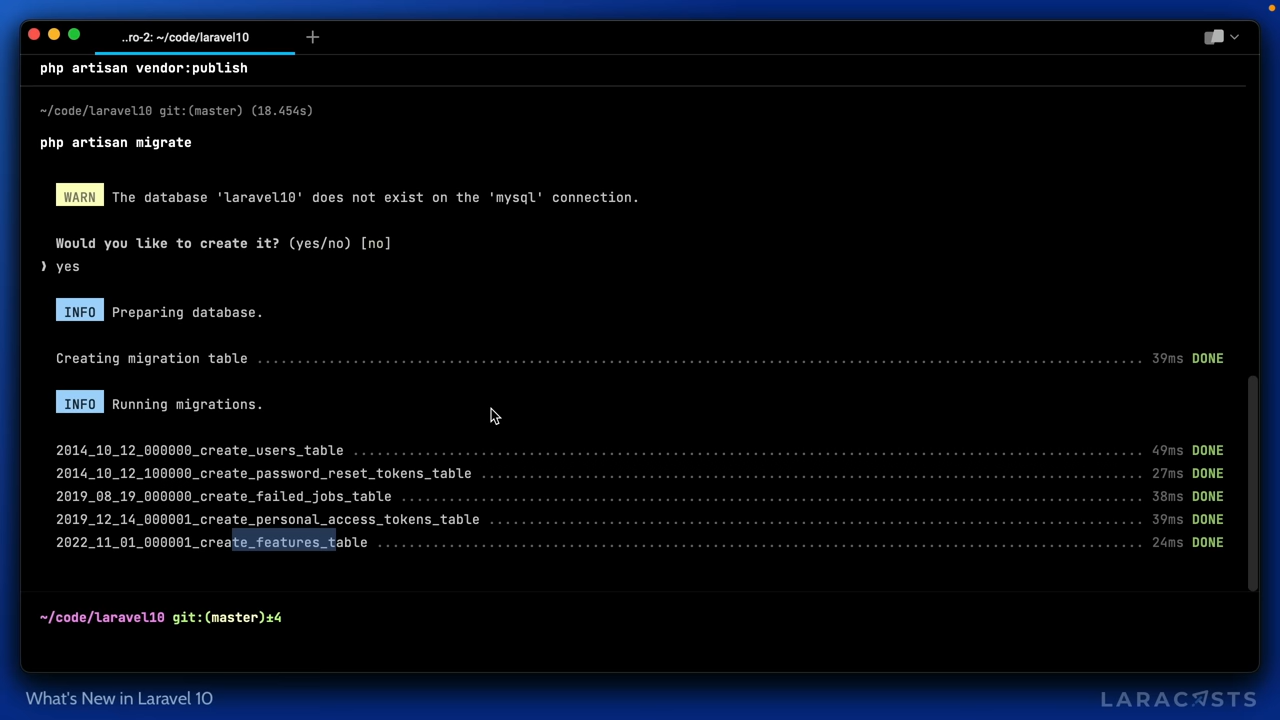 ..ro-2: ~/code/laravel10
php artisan vendor:publish
~/code/laravel10 git:(master) (18.454s)
php artisan migrate
WARN The database 'laravel10' does not exist on the 'mysql' connection.
Would you like to create it? (yes/no) [no]
❯ yes
INFO Preparing database.
Creating migration table .............................................................................................................. 39ms DONE
INFO Running migrations.
2014_10_12_000000_create_users_table .................................................................................................. 49ms DONE
2014_10_12_100000_create_password_reset_tokens_table .................................................................................. 27ms DONE
2019_08_19_000000_create_failed_jobs_table ............................................................................................ 38ms DONE
2019_12_14_000001_create_personal_access_tokens_table ................................................................................. 39ms DONE
2022_11_01_000001_create_features_table ............................................................................................... 24ms DONE
~/code/laravel10 git:(master)±4
What's New in Laravel 10
LARACASTS